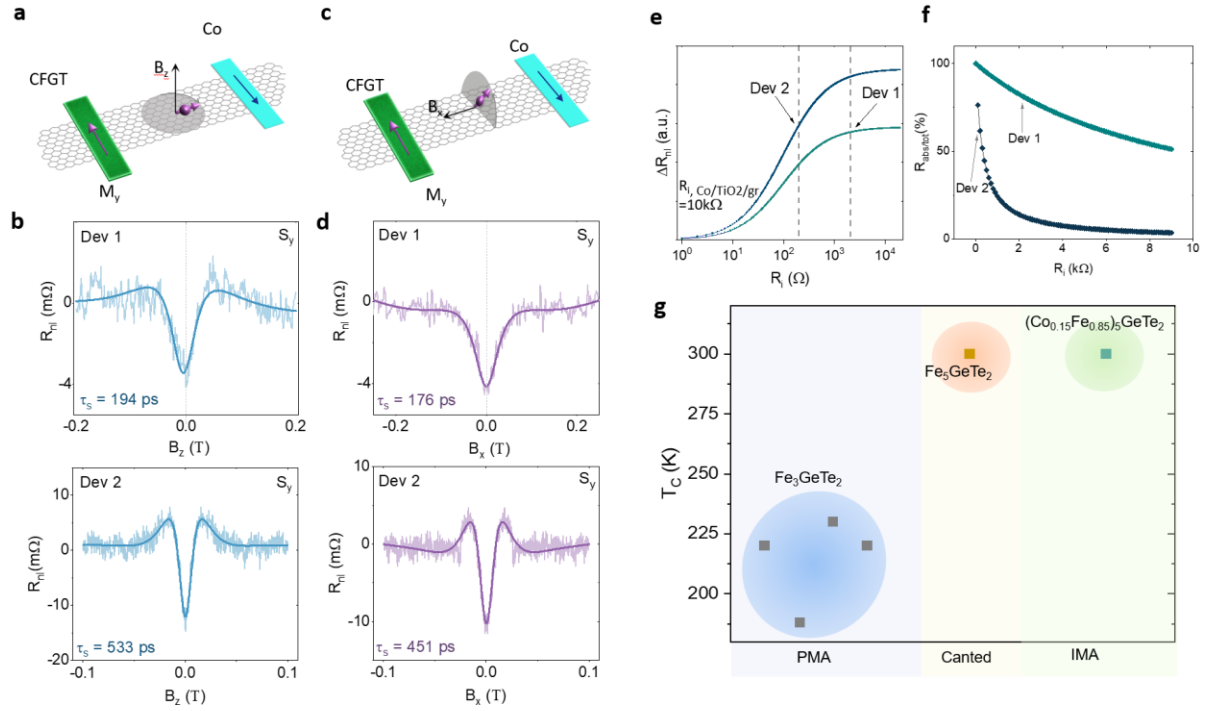 a
CFGT
B_z
Co
M_y
c
CFGT
B_x
Co
M_y
b
Dev 1
S_y
R_nl (mΩ)
0
-4
τ_s = 194 ps
-0.2
0.0
0.2
B_z (T)
Dev 2
S_y
R_nl (mΩ)
10
0
-10
-20
τ_s = 533 ps
-0.1
0.0
0.1
B_z (T)
d
Dev 1
S_y
R_nl (mΩ)
0
-4
τ_s = 176 ps
-0.2
0.0
0.2
B_x (T)
Dev 2
S_y
R_nl (mΩ)
10
0
-10
τ_s = 451 ps
-0.1
0.0
0.1
B_x (T)
e
ΔR_nl (a.u.)
Dev 2
Dev 1
R_i, Co/TiO2/gr
=10kΩ
10^0
10^1
10^2
10^3
10^4
R_i (Ω)
f
R_abs/tot(%)
100
50
0
Dev 1
Dev 2
0
2
4
6
8
10
R_i (kΩ)
g
T_C (K)
300
275
250
225
200
Fe_3GeTe_2
Fe_5GeTe_2
(Co_0.15Fe_0.85)_5GeTe_2
PMA
Canted
IMA